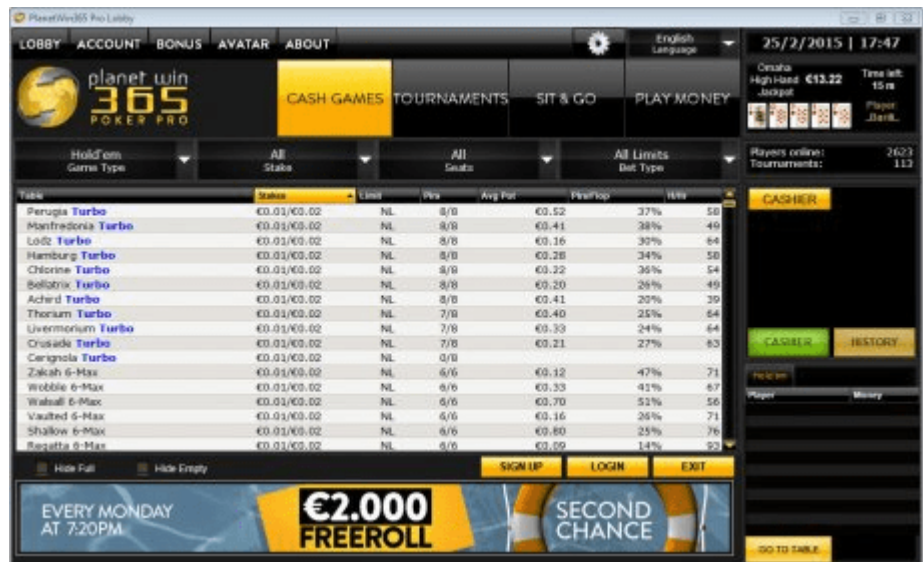 PlanetWin365 Pro Lobby
LOBBY ACCOUNT BONUS AVATAR ABOUT
English
Language
25/2/2015 | 17:47
planet win
365
POKER PRO
CASH GAMES TOURNAMENTS SIT & GO PLAY MONEY
Omaha
High Hand
Jackpot
€13.22
Time left:
15 m
Player:
Hold'em
Game Type
All
Stake
All
Seats
All Limits
Bet Type
Players online: 2623
Tournaments: 113
Table Stakes Limit Plrs Avg Pot Plrs/Flop H/Hr
Perugia Turbo €0.01/€0.02 NL 8/8 €0.52 37% 58
Manfredonia Turbo €0.01/€0.02 NL 8/8 €0.41 38% 49
Lodz Turbo €0.01/€0.02 NL 8/8 €0.16 30% 64
Hamburg Turbo €0.01/€0.02 NL 8/8 €0.28 34% 58
Chlorine Turbo €0.01/€0.02 NL 8/8 €0.22 36% 54
Bellatrix Turbo €0.01/€0.02 NL 8/8 €0.20 26% 49
Achird Turbo €0.01/€0.02 NL 8/8 €0.41 20% 39
Thorium Turbo €0.01/€0.02 NL 7/8 €0.40 25% 64
Livermorium Turbo €0.01/€0.02 NL 7/8 €0.33 24% 64
Crusade Turbo €0.01/€0.02 NL 7/8 €0.21 27% 63
Cerignola Turbo €0.01/€0.02 NL 0/8
Zakah 6-Max €0.01/€0.02 NL 6/6 €0.12 47% 71
Wobble 6-Max €0.01/€0.02 NL 6/6 €0.33 41% 67
Walsall 6-Max €0.01/€0.02 NL 6/6 €0.70 51% 56
Vaulted 6-Max €0.01/€0.02 NL 6/6 €0.16 26% 71
Shallow 6-Max €0.01/€0.02 NL 6/6 €0.80 25% 76
Regatta 6-Max €0.01/€0.02 NL 6/6 €0.09 14% 93
CASHIER
CASHIER HISTORY
Hold'em
Player Money
Hide Full Hide Empty SIGN UP LOGIN EXIT
EVERY MONDAY
AT 7:20PM
€2.000
FREEROLL
SECOND
CHANCE
GO TO TABLE